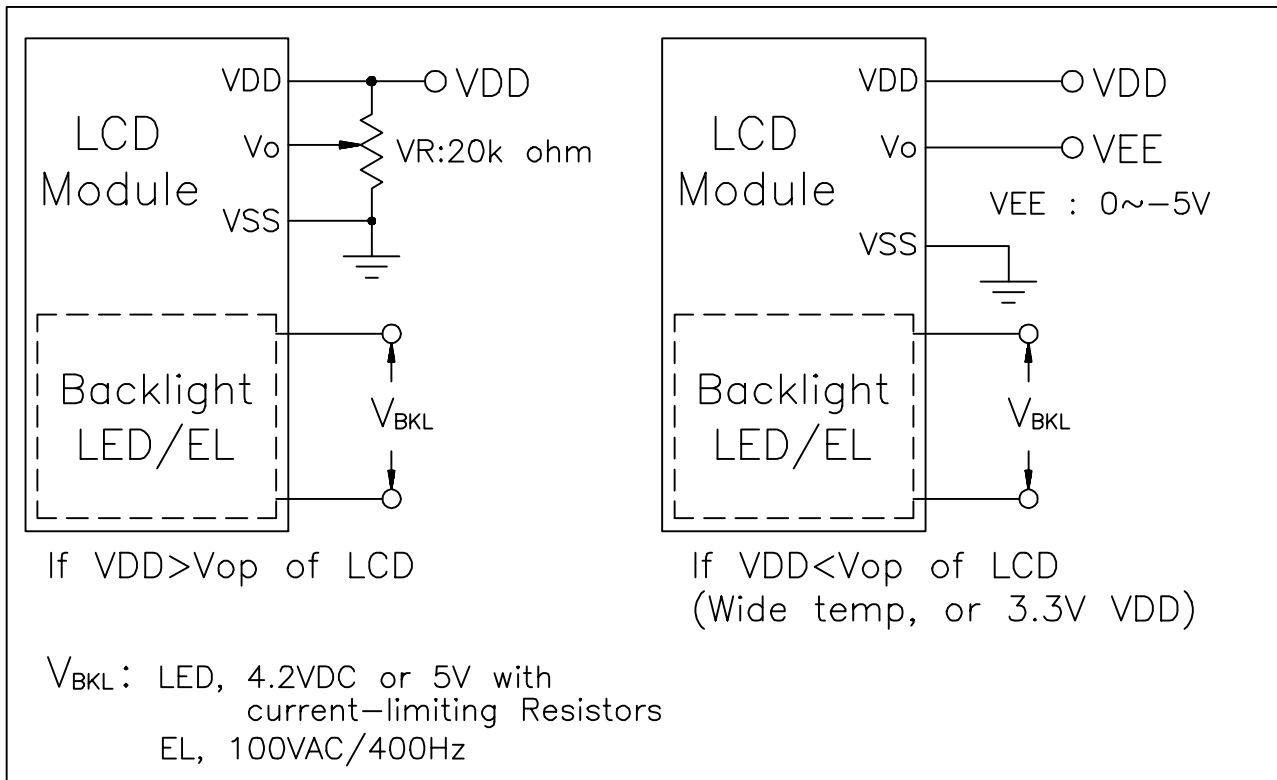 VDD
VDD
LCD
Module
Vo
VR:20k ohm
VSS
Backlight
LED/EL
VBKL
If VDD>Vop of LCD
VDD
VDD
LCD
Module
Vo
VEE
VEE : 0~-5V
VSS
Backlight
LED/EL
VBKL
If VDD<Vop of LCD
(Wide temp, or 3.3V VDD)
VBKL: LED, 4.2VDC or 5V with
current-limiting Resistors
EL, 100VAC/400Hz